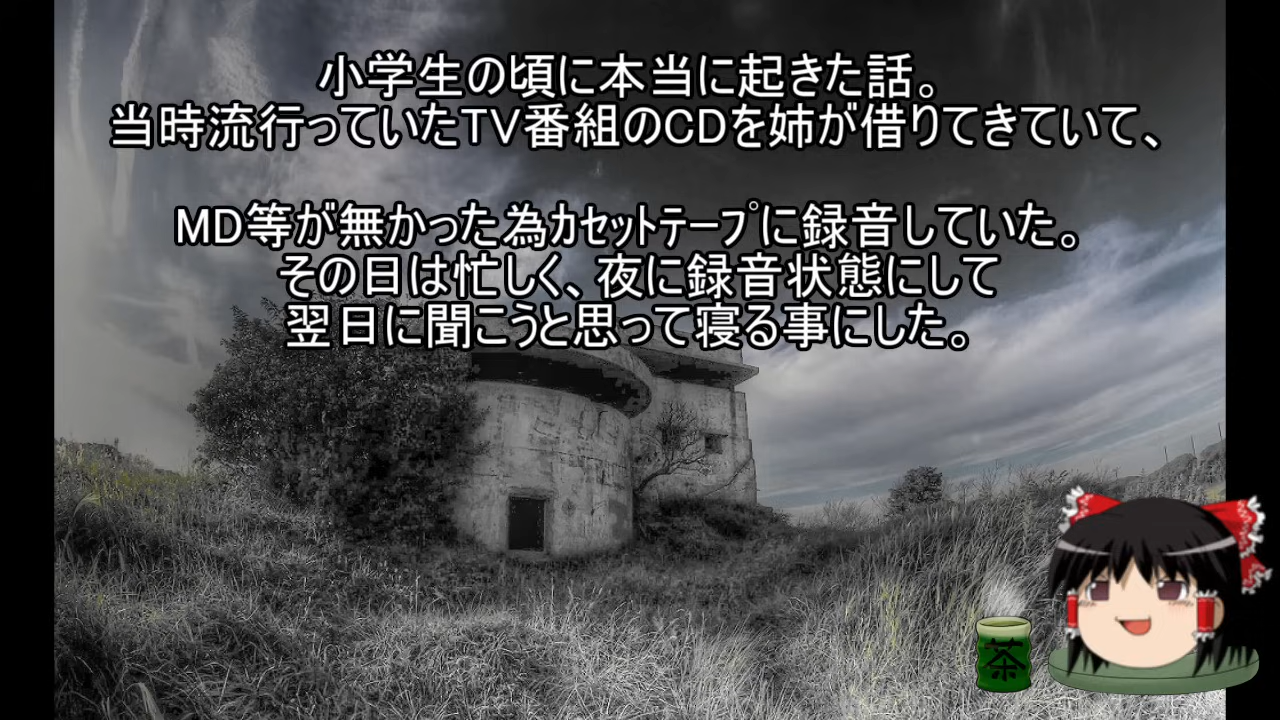 小学生の頃に本当に起きた話。
当時流行っていたTV番組のCDを姉が借りてきていて、
MD等が無かった為ｶｾｯﾄﾃｰﾌﾟに録音していた。
その日は忙しく、夜に録音状態にして
翌日に聞こうと思って寝る事にした。
茶